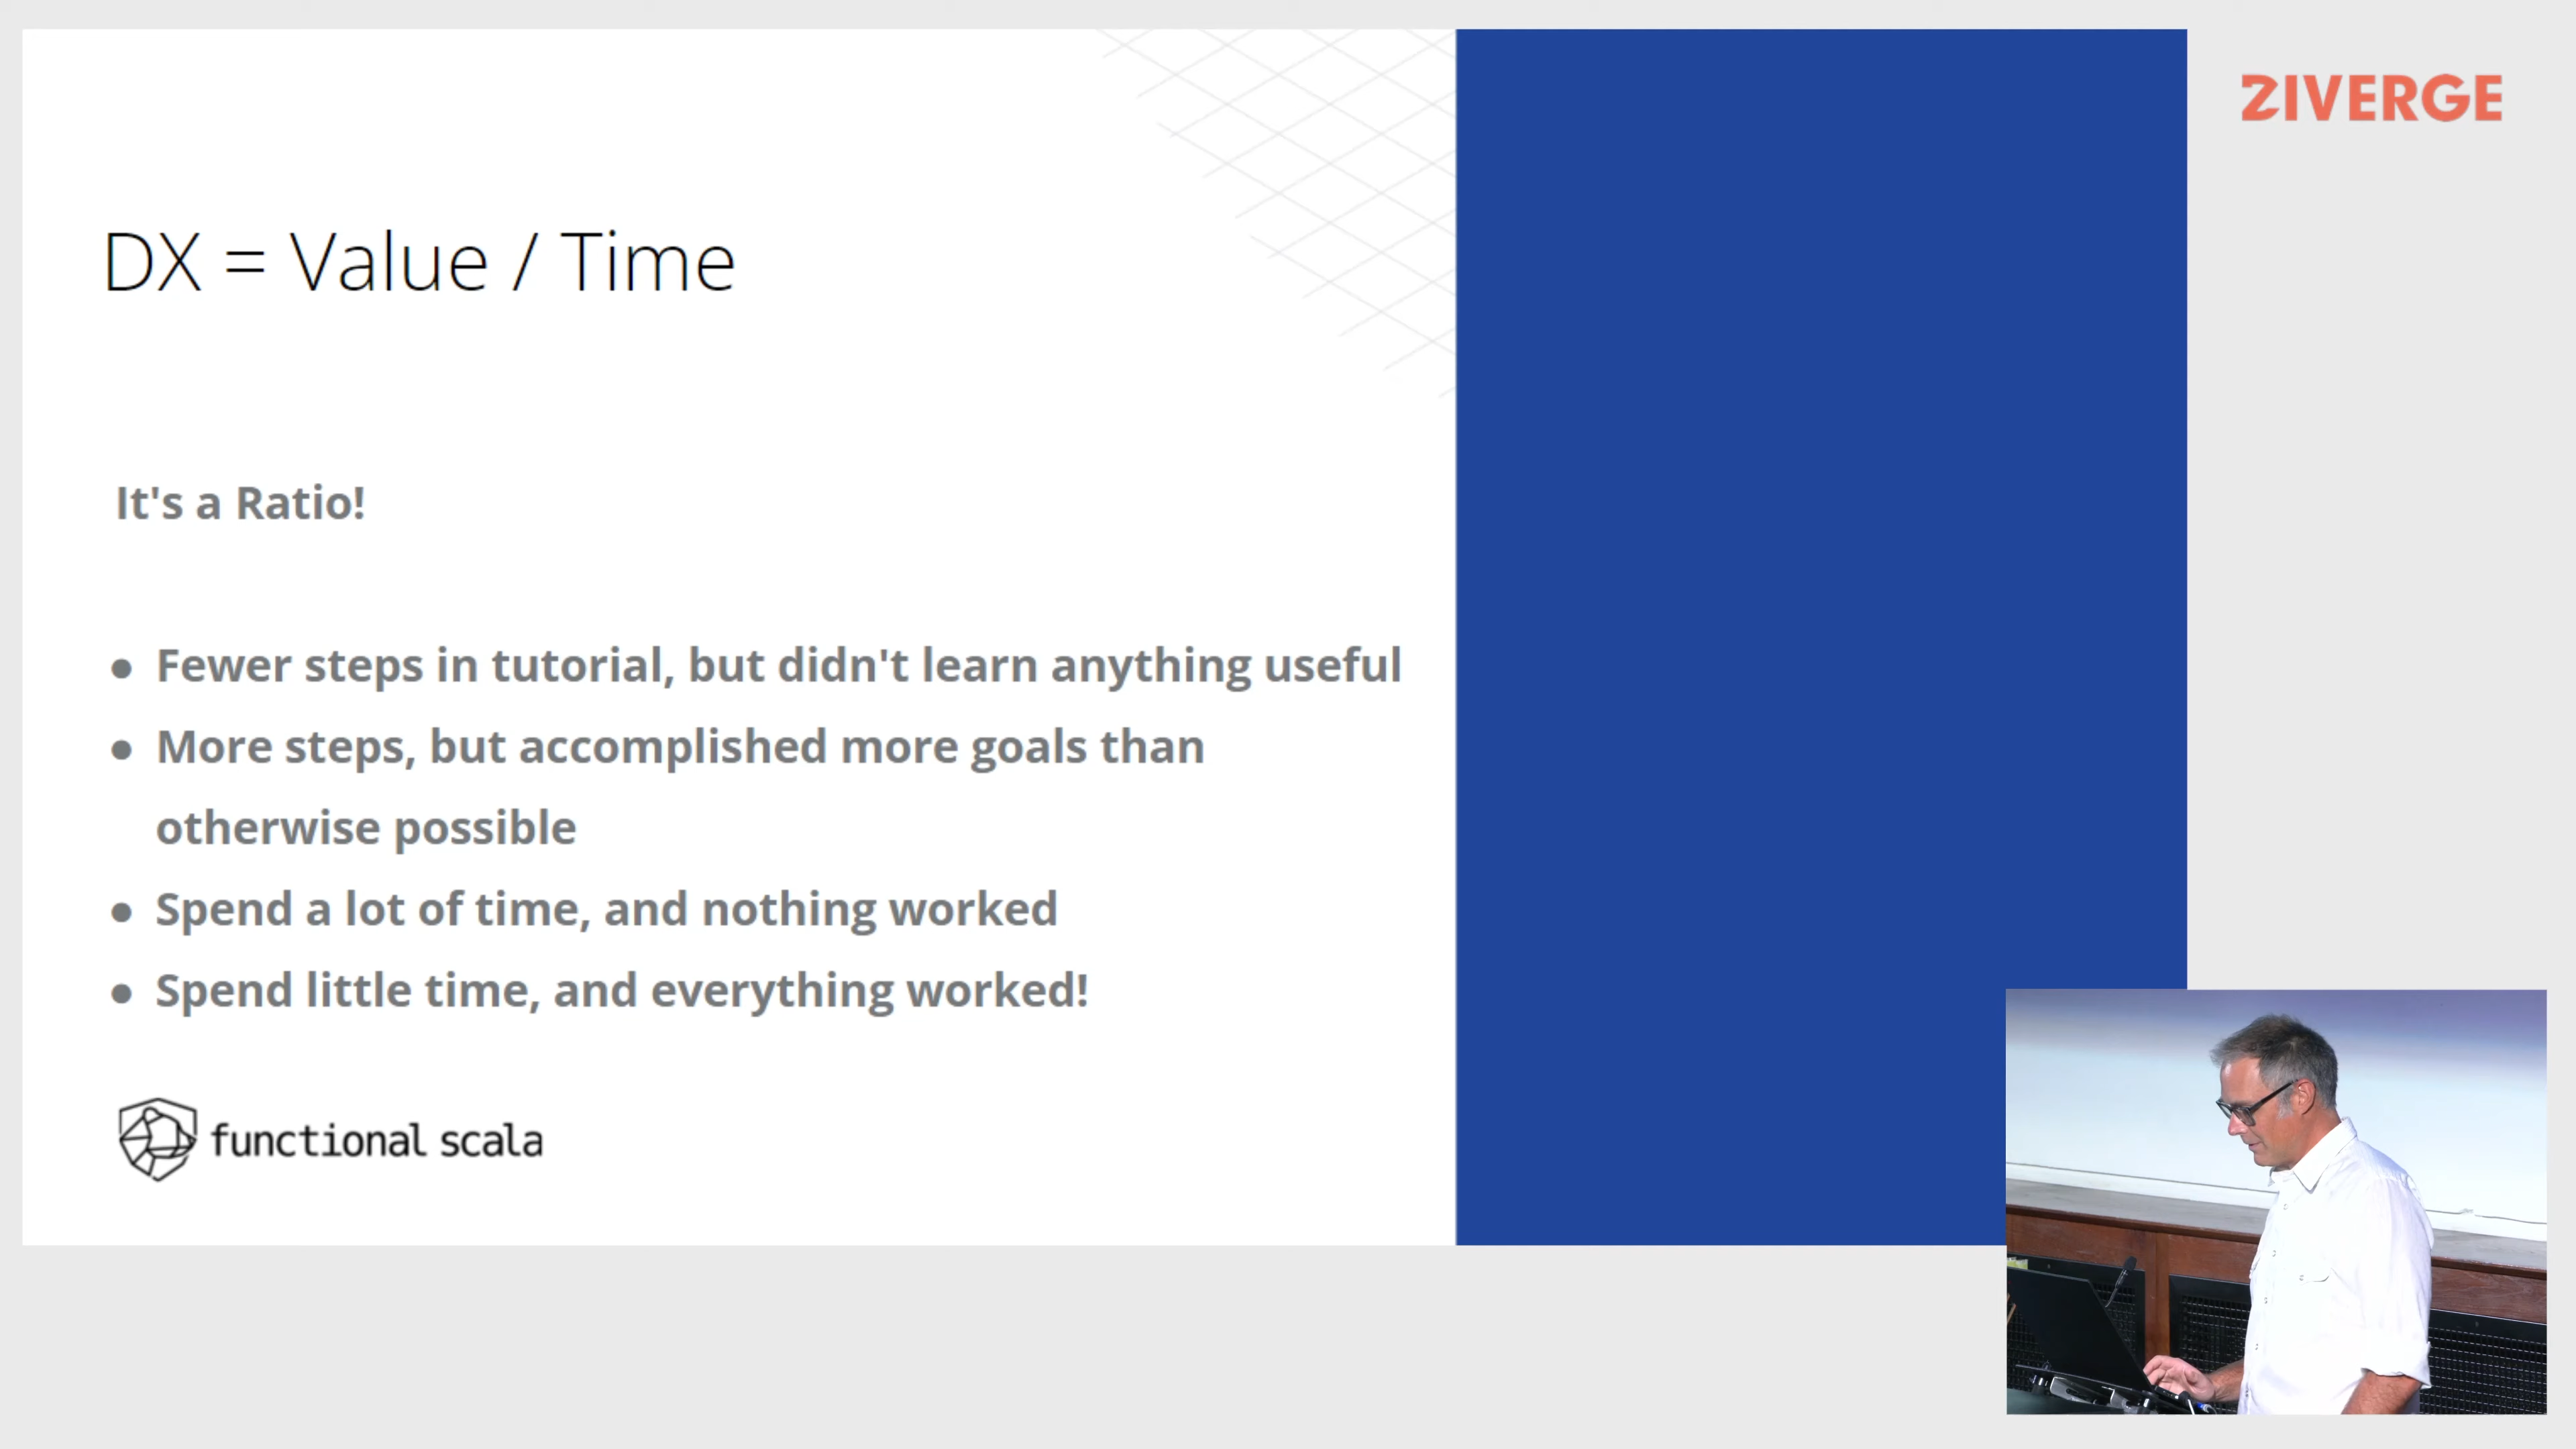 ZIVERGE
DX = Value / Time
It's a Ratio!
● Fewer steps in tutorial, but didn't learn anything useful
● More steps, but accomplished more goals than
otherwise possible
● Spend a lot of time, and nothing worked
● Spend little time, and everything worked!
functional scala